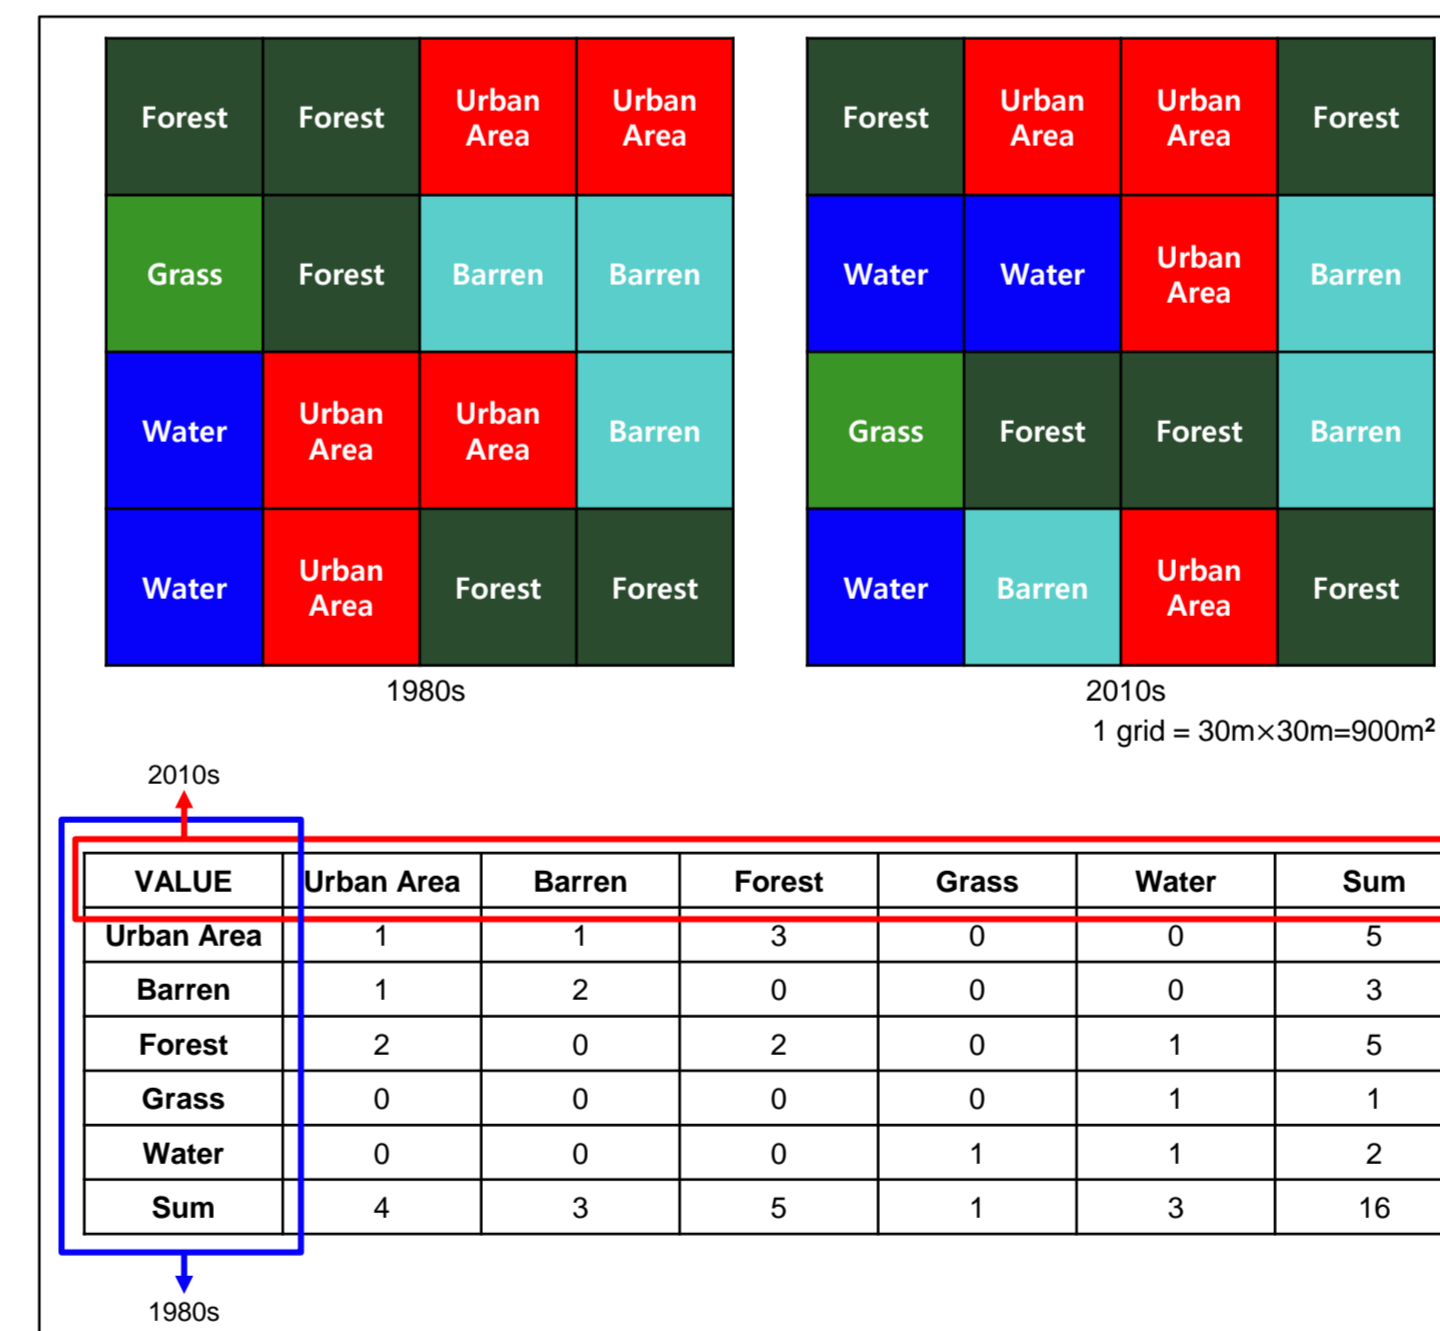 Forest Forest Urban Area Urban Area
Grass Forest Barren Barren
Water Urban Area Urban Area Barren
Water Urban Area Forest Forest
1980s
Forest Urban Area Urban Area Forest
Water Water Urban Area Barren
Grass Forest Forest Barren
Water Barren Urban Area Forest
2010s
1 grid = 30m×30m=900m²
2010s
VALUE Urban Area Barren Forest Grass Water Sum
Urban Area 1 1 3 0 0 5
Barren 1 2 0 0 0 3
Forest 2 0 2 0 1 5
Grass 0 0 0 0 1 1
Water 0 0 0 1 1 2
Sum 4 3 5 1 3 16
1980s